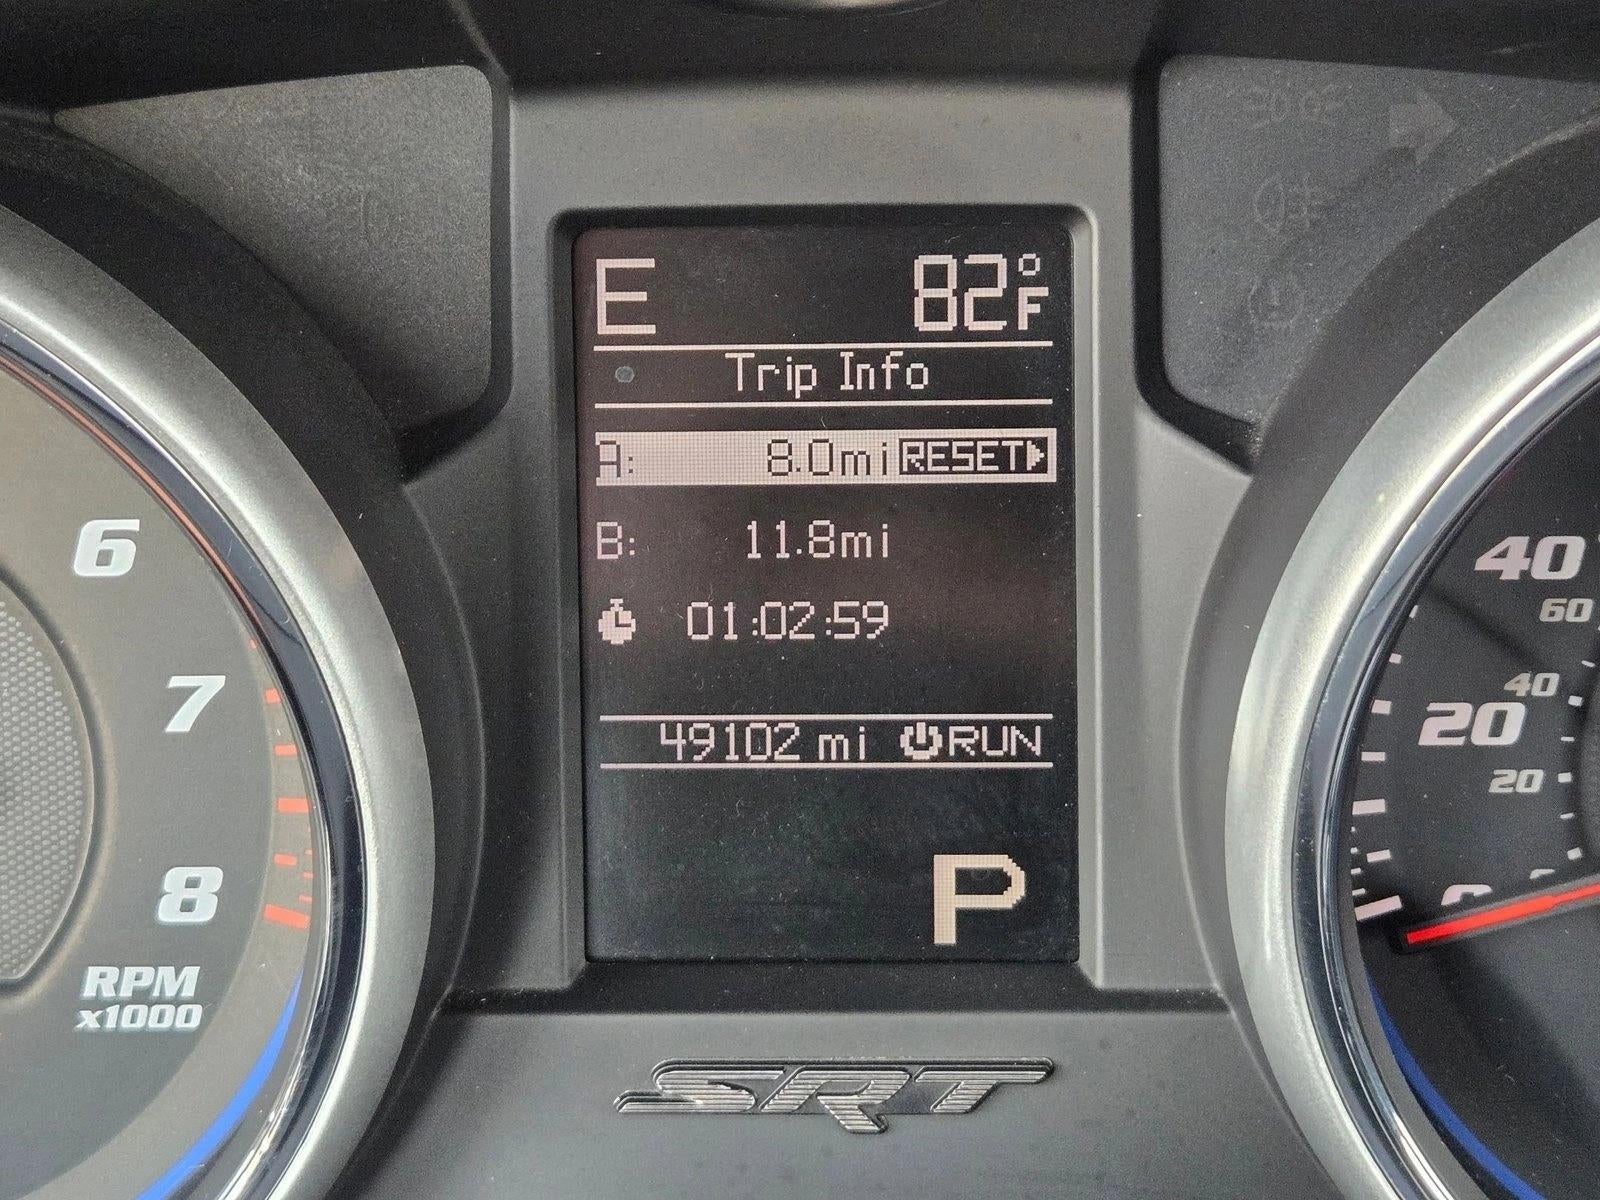 E 82°F
Trip Info
A: 8.0mi RESET
B: 11.8mi
01:02:59
49102 mi RUN
P
6
7
8
RPM
x1000
40
60
40
20
20
SRT